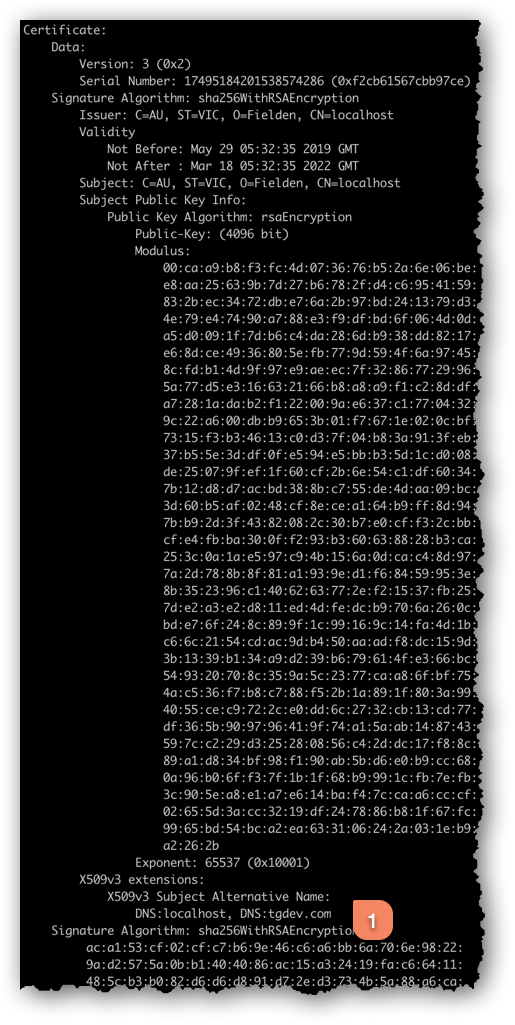 Certificate:
Data:
Version: 3 (0x2)
Serial Number: 17495184201538574286 (0xf2cb61567cbb97ce)
Signature Algorithm: sha256WithRSAEncryption
Issuer: C=AU, ST=VIC, O=Fielden, CN=localhost
Validity
Not Before: May 29 05:32:35 2019 GMT
Not After : Mar 18 05:32:35 2022 GMT
Subject: C=AU, ST=VIC, O=Fielden, CN=localhost
Subject Public Key Info:
Public Key Algorithm: rsaEncryption
Public-Key: (4096 bit)
Modulus:
00:ca:a9:b8:f3:fc:4d:07:36:76:b5:2a:6e:06:be:
e8:aa:25:63:9b:7d:27:b6:78:2f:d4:c6:95:41:59:
83:2b:ec:34:72:db:e7:6a:2b:97:bd:24:13:79:d3:
4e:79:e4:74:90:a7:88:e3:f9:df:bd:6f:06:4d:0d:
a5:d0:09:1f:7d:b6:c4:da:28:6d:b9:38:dd:82:17:
e6:8d:ce:49:36:80:5e:fb:77:9d:59:4f:6a:97:45:
8c:fd:b1:4d:9f:97:e9:ae:ec:7f:32:86:77:29:96:
5a:77:d5:e3:16:63:21:66:b8:a8:a9:f1:c2:8d:df:
a7:28:1a:da:b2:f1:22:00:9a:e6:37:c1:77:04:32:
9c:22:a6:00:db:b9:65:3b:01:f7:67:1e:02:0c:bf:
73:15:f3:b3:46:13:c0:d3:7f:04:b8:3a:91:3f:eb:
37:b5:5e:3d:df:0f:e5:94:e5:bb:b3:5d:1c:d0:08:
de:25:07:9f:ef:1f:60:cf:2b:6e:54:c1:df:60:34:
7b:12:d8:d7:ac:bd:38:8b:c7:55:de:4d:aa:09:bc:
3d:60:b5:af:02:48:cf:8e:ce:a1:64:b9:ff:8d:94:
7b:b9:2d:3f:43:82:08:2c:30:b7:e0:cf:f3:2c:bb:
cf:e4:fb:ba:30:0f:f2:93:b3:60:63:88:28:b3:ca:
25:3c:0a:1a:e5:97:c9:4b:15:6a:0d:ca:c4:8d:97:
7a:2d:78:8b:8f:81:a1:93:9e:d1:f6:84:59:95:3e:
8b:35:23:96:c1:40:62:63:77:2e:f2:15:37:fb:25:
7d:e2:a3:e2:d8:11:ed:4d:fe:dc:b9:70:6a:26:0c:
bd:e7:6f:24:8c:89:9f:1c:99:16:9c:14:fa:4d:1b:
c6:6c:21:54:cd:ac:9d:b4:50:aa:ad:f8:dc:15:9d:
3b:13:39:b1:34:a9:d2:39:b6:79:61:4f:e3:66:bc:
54:93:20:70:8c:35:9a:5c:23:77:ca:a8:6f:bf:75:
4a:c5:36:f7:b8:c7:88:f5:2b:1a:89:1f:80:3a:99:
40:55:ce:c9:72:2c:e0:dd:6c:27:32:cb:13:cd:77:
df:36:5b:90:97:96:41:9f:74:a1:5a:ab:14:87:43:
59:7c:c2:29:d3:25:28:08:56:c4:2d:dc:17:f8:8c:
89:a1:d8:34:bf:98:f1:90:ab:5b:d6:e0:b9:cc:68:
0a:96:b0:6f:f3:7f:1b:1f:68:b9:99:1c:fb:7e:fb:
3c:90:5e:a8:e1:a7:e6:14:ba:f4:7c:ca:a6:cc:cf:
02:65:5d:3a:cc:32:19:df:24:78:86:b8:1f:67:fc:
99:65:bd:54:bc:a2:ea:63:31:06:24:2a:03:1e:b9:
a2:26:2b
Exponent: 65537 (0x10001)
X509v3 extensions:
X509v3 Subject Alternative Name:
DNS:localhost, DNS:tgdev.com
1
Signature Algorithm: sha256WithRSAEncryption
ac:a1:53:cf:02:cf:c7:b6:9e:46:c6:a6:bb:6a:70:6e:98:22:
9a:d2:57:5a:0b:b1:40:40:86:ac:15:a3:24:19:fa:c6:64:11:
48:5c:b3:b0:82:d6:d6:d8:91:d7:2e:d3:73:4b:5a:88:a6:ca: